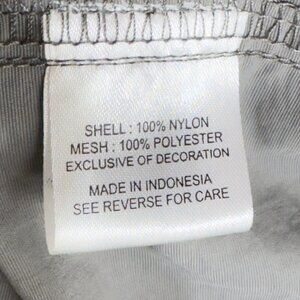 SHELL : 100% NYLON
MESH : 100% POLYESTER
EXCLUSIVE OF DECORATION
MADE IN INDONESIA
SEE REVERSE FOR CARE